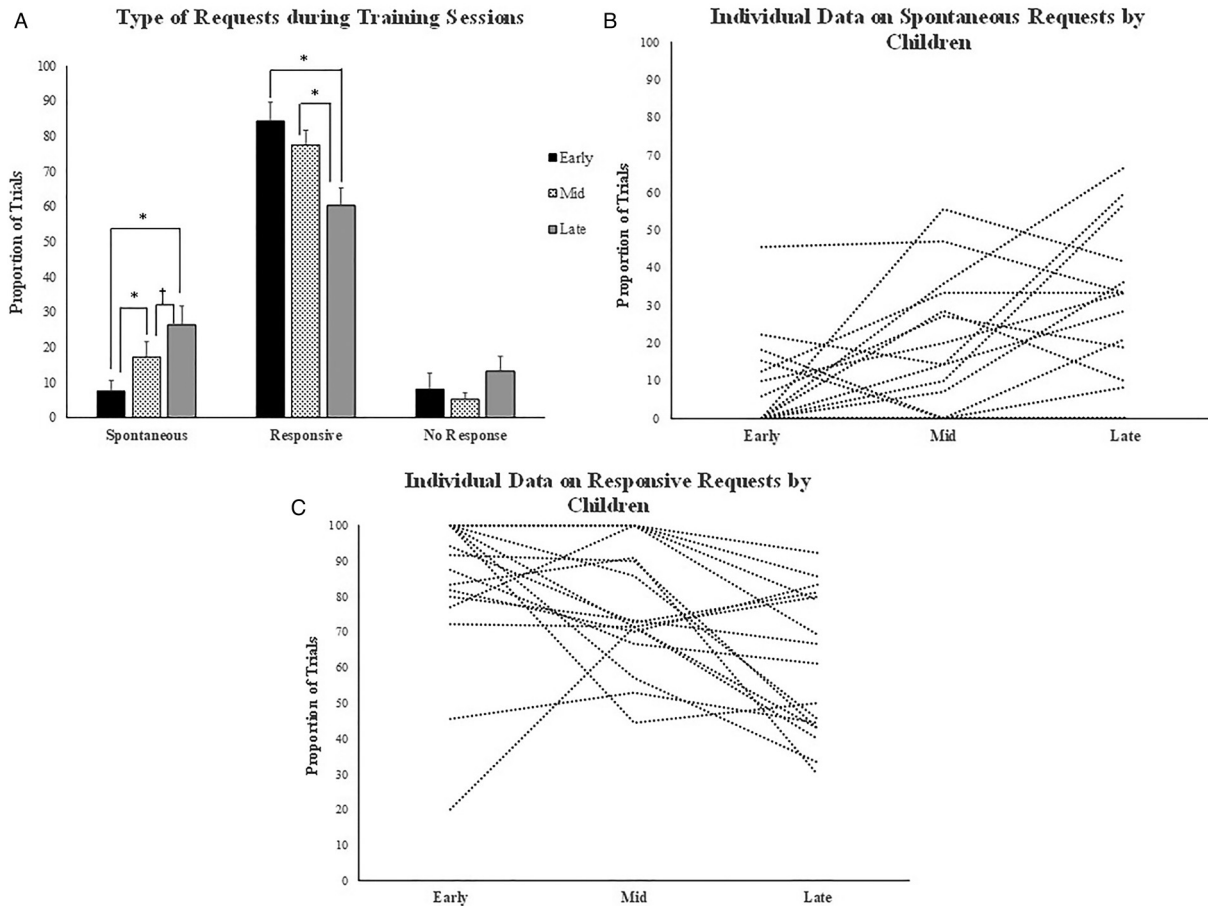 A
Type of Requests during Training Sessions
Proportion of Trials
100
90
80
70
60
50
40
30
20
10
0
*
*
†
*
*
Spontaneous
Responsive
No Response
Early
Mid
Late
B
Individual Data on Spontaneous Requests by
Children
Proportion of Trials
100
90
80
70
60
50
40
30
20
10
0
Early
Mid
Late
C
Individual Data on Responsive Requests by
Children
Proportion of Trials
100
90
80
70
60
50
40
30
20
10
0
Early
Mid
Late